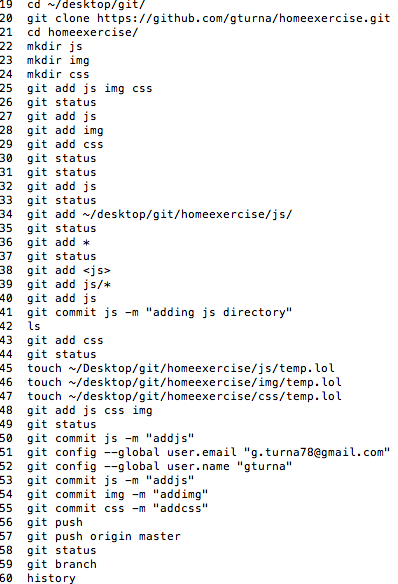 19 cd ~/desktop/git/
20 git clone https://github.com/gturna/homeexercise.git
21 cd homeexercise/
22 mkdir js
23 mkdir img
24 mkdir css
25 git add js img css
26 git status
27 git add js
28 git add img
29 git add css
30 git status
31 git status
32 git add js
33 git status
34 git add ~/desktop/git/homeexercise/js/
35 git status
36 git add *
37 git status
38 git add <js>
39 git add js/*
40 git add js
41 git commit js -m "adding js directory"
42 ls
43 git add css
44 git status
45 touch ~/Desktop/git/homeexercise/js/temp.lol
46 touch ~/Desktop/git/homeexercise/img/temp.lol
47 touch ~/Desktop/git/homeexercise/css/temp.lol
48 git add js css img
49 git status
50 git commit js -m "addjs"
51 git config --global user.email "g.turna78@gmail.com"
52 git config --global user.name "gturna"
53 git commit js -m "addjs"
54 git commit img -m "addimg"
55 git commit css -m "addcss"
56 git push
57 git push origin master
58 git status
59 git branch
60 history